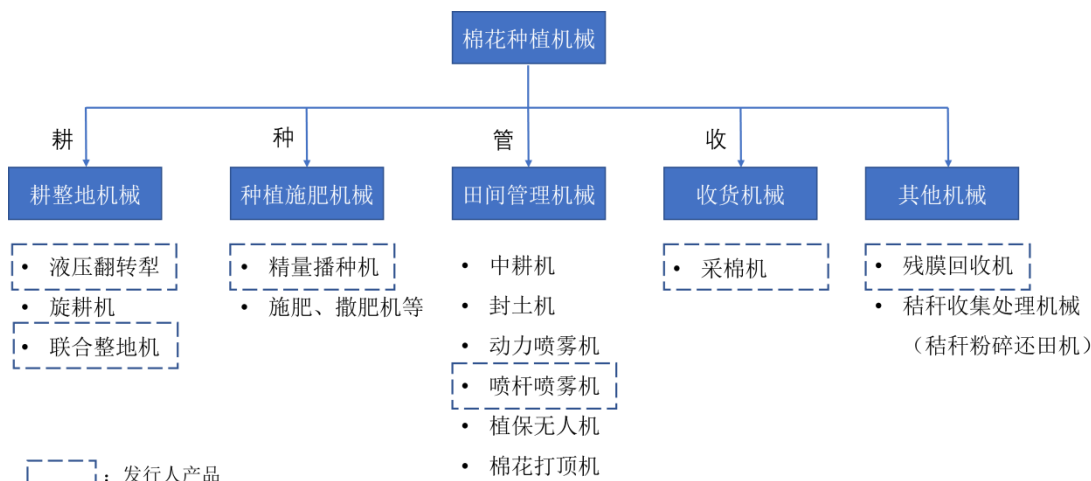 棉花种植机械
耕
种
管
收
耕整地机械
种植施肥机械
田间管理机械
收货机械
其他机械
• 液压翻转犁
• 旋耕机
• 联合整地机
• 精量播种机
• 施肥、撒肥机等
• 中耕机
• 封土机
• 动力喷雾机
• 喷杆喷雾机
• 植保无人机
• 棉花打顶机
• 采棉机
• 残膜回收机
• 秸秆收集处理机械
（秸秆粉碎还田机）
：发行人产品